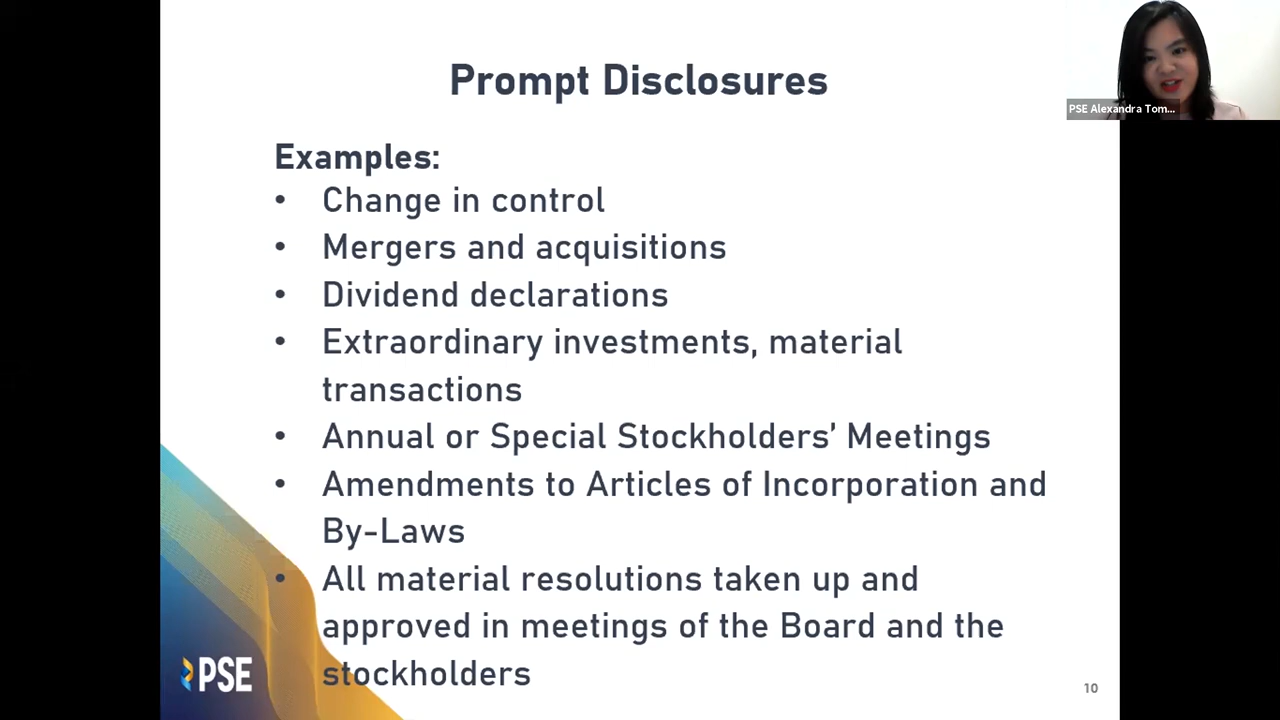 Prompt Disclosures
PSE Alexandra Tom...
Examples:
• Change in control
• Mergers and acquisitions
• Dividend declarations
• Extraordinary investments, material
transactions
• Annual or Special Stockholders’ Meetings
• Amendments to Articles of Incorporation and
By-Laws
• All material resolutions taken up and
approved in meetings of the Board and the
stockholders
PSE
10